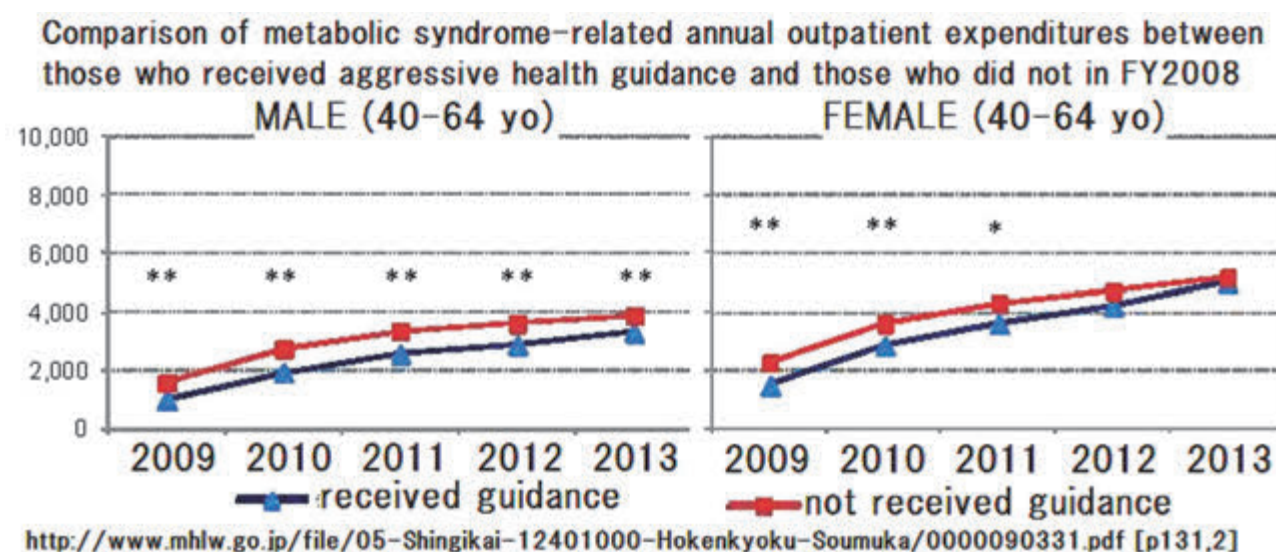 Comparison of metabolic syndrome-related annual outpatient expenditures between
those who received aggressive health guidance and those who did not in FY2008
MALE (40-64 yo)
FEMALE (40-64 yo)
10,000
8,000
6,000
4,000
2,000
0
** ** ** ** **
** ** *
2009 2010 2011 2012 2013
2009 2010 2011 2012 2013
received guidance
not received guidance
http://www.mhlw.go.jp/file/05-Shingikai-12401000-Hokenkyoku-Soumuka/0000090331.pdf [p131,2]